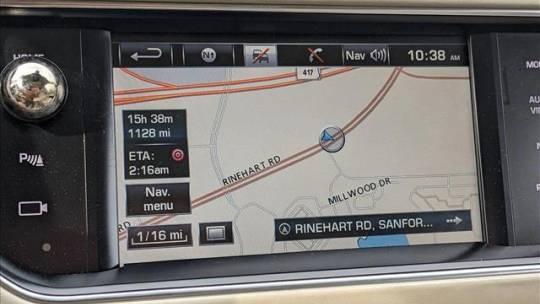 HOME
N
Nav
10:38 AM
417
15h 38m
1128 mi
ETA:
2:16am
RINEHART RD
Nav.
menu
MILLWOOD DR
1/16 mi
A RINEHART RD, SANFOR...
P